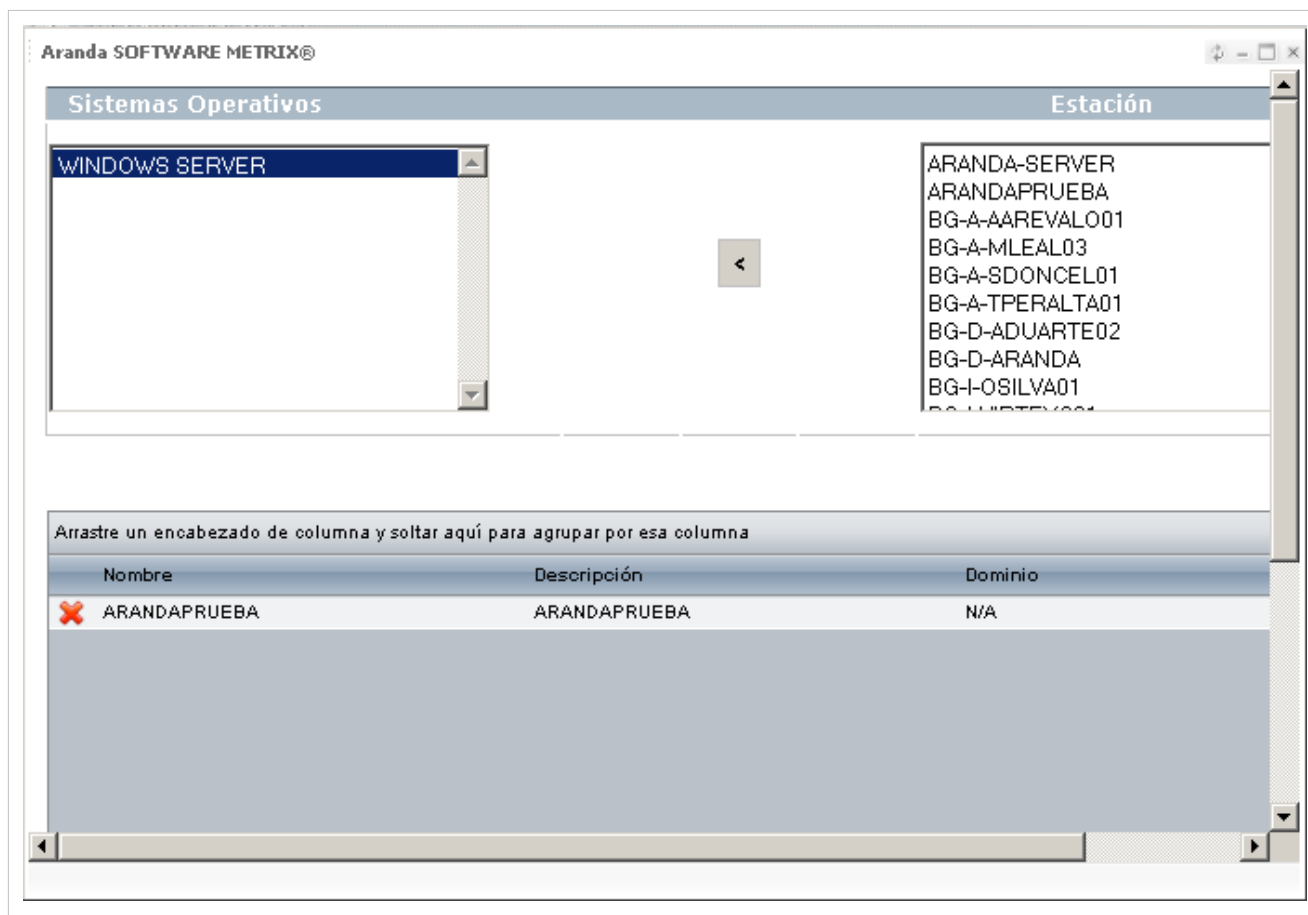 Aranda SOFTWARE METRIX®
Sistemas Operativos Estación
WINDOWS SERVER
ARANDA-SERVER
ARANDAPRUEBA
BG-A-AAREVALO01
BG-A-MLEAL03
BG-A-SDONCEL01
BG-A-TPERALTA01
BG-D-ADUARTE02
BG-D-ARANDA
BG-I-OSILVA01
<
Arrastre un encabezado de columna y soltar aquí para agrupar por esa columna
Nombre Descripción Dominio
ARANDAPRUEBA ARANDAPRUEBA N/A